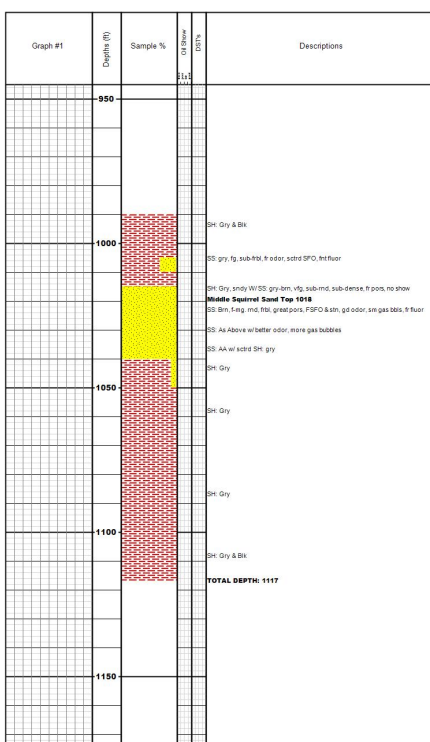 Graph #1
Depths (ft)
Sample %
Oil Show
DST's
Descriptions
950
SH: Gry & Blk
1000
SS: gry, fg, sub-frbl, fr odor, sctrd SFO, fnt fluor
SH: Gry, sndy W/ SS: gry-brn, vfg, sub-rnd, sub-dense, fr pors, no show
Middle Squirrel Sand Top 1018
SS: Brn, f-mg, rnd, frbl, great pors, FSFO & stn, gd odor, sm gas bbls, fr fluor
SS: As Above w/ better odor, more gas bubbles
SS: AA w/ sctrd SH: gry
SH: Gry
1050
SH: Gry
SH: Gry
1100
SH: Gry & Blk
TOTAL DEPTH: 1117
1150